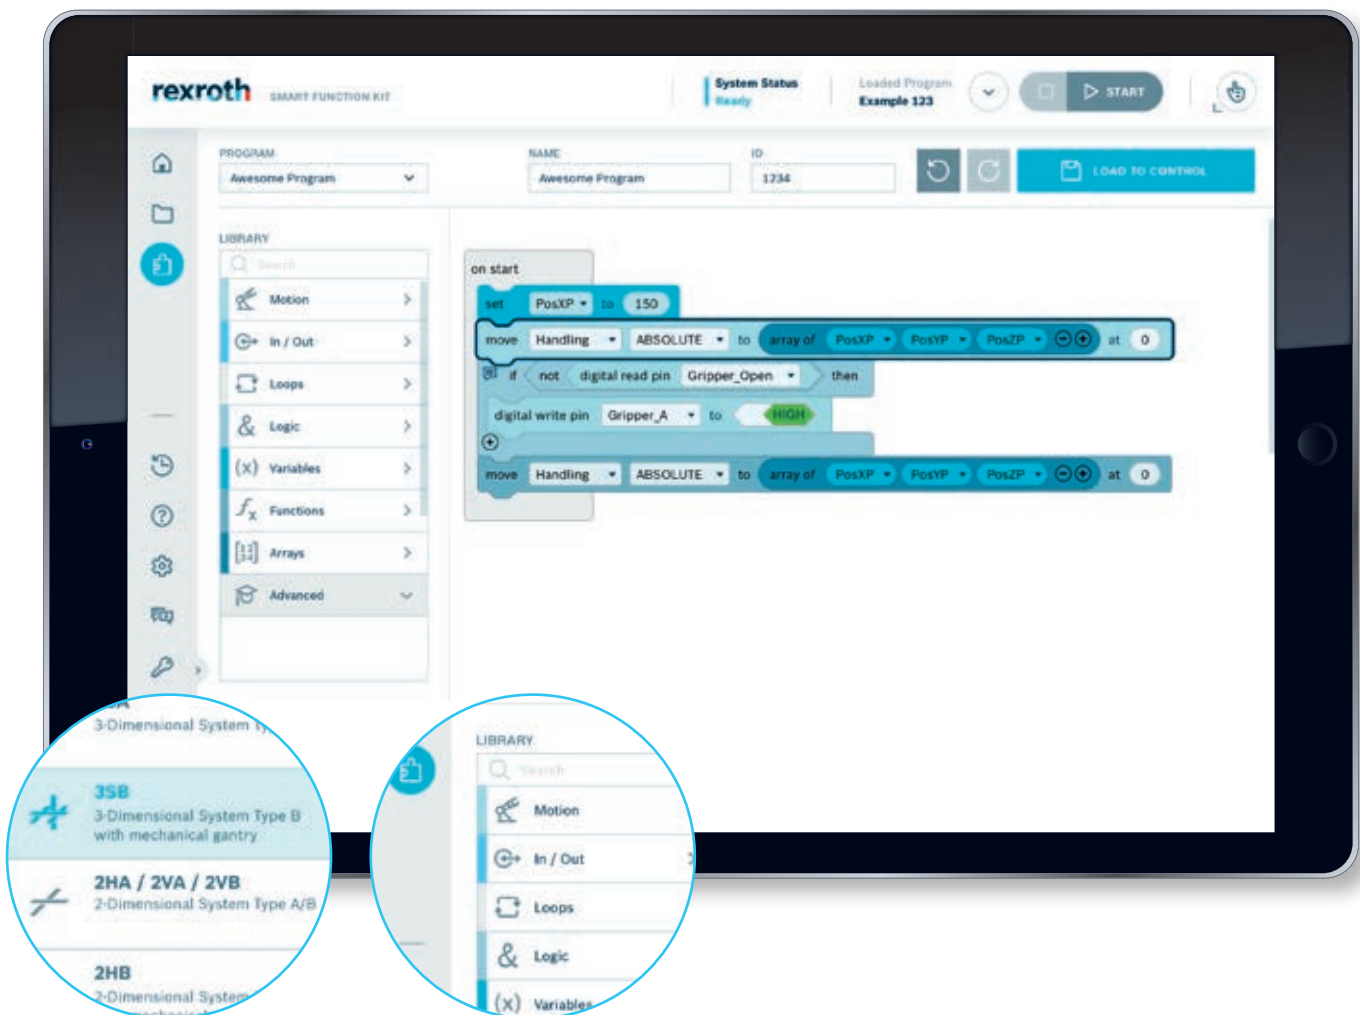 rexroth SMART FUNCTION KIT
System Status
Ready
Loaded Program
Example 123
START
PROGRAM
Awesome Program
NAME
Awesome Program
ID
1234
LOAD TO CONTROL
LIBRARY
Search
Motion
In / Out
Loops
&
Logic
(x) Variables
fx Functions
Arrays
Advanced
on start
set PosXP to 150
move Handling ABSOLUTE to array of PosXP PosYP PosZP at 0
if not digital read pin Gripper_Open then
digital write pin Gripper_A to HIGH
move Handling ABSOLUTE to array of PosXP PosYP PosZP at 0
3-Dimensional System
3SB
3-Dimensional System Type B
with mechanical gantry
2HA / 2VA / 2VB
2-Dimensional System Type A/B
2HB
2-Dimensional System
LIBRARY
Search
Motion
In / Out
Loops
& Logic
(x) Variables